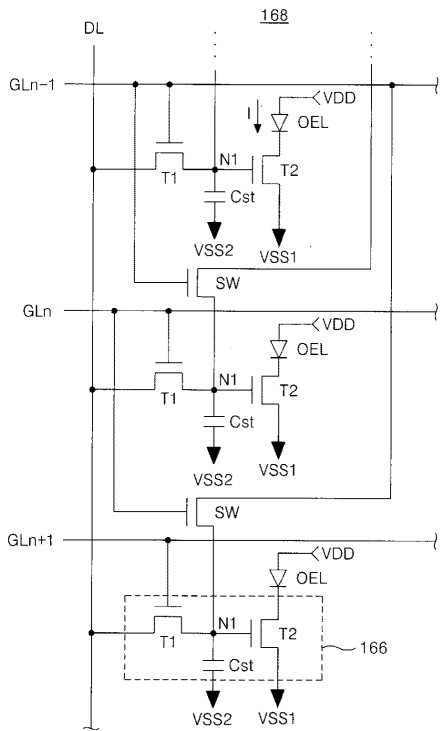 168
DL
GLn-1
VDD
I
OEL
N1
T1
T2
Cst
VSS2
VSS1
SW
GLn
VDD
OEL
N1
T1
T2
Cst
VSS2
VSS1
SW
GLn+1
VDD
OEL
N1
T1
T2
166
Cst
VSS2
VSS1